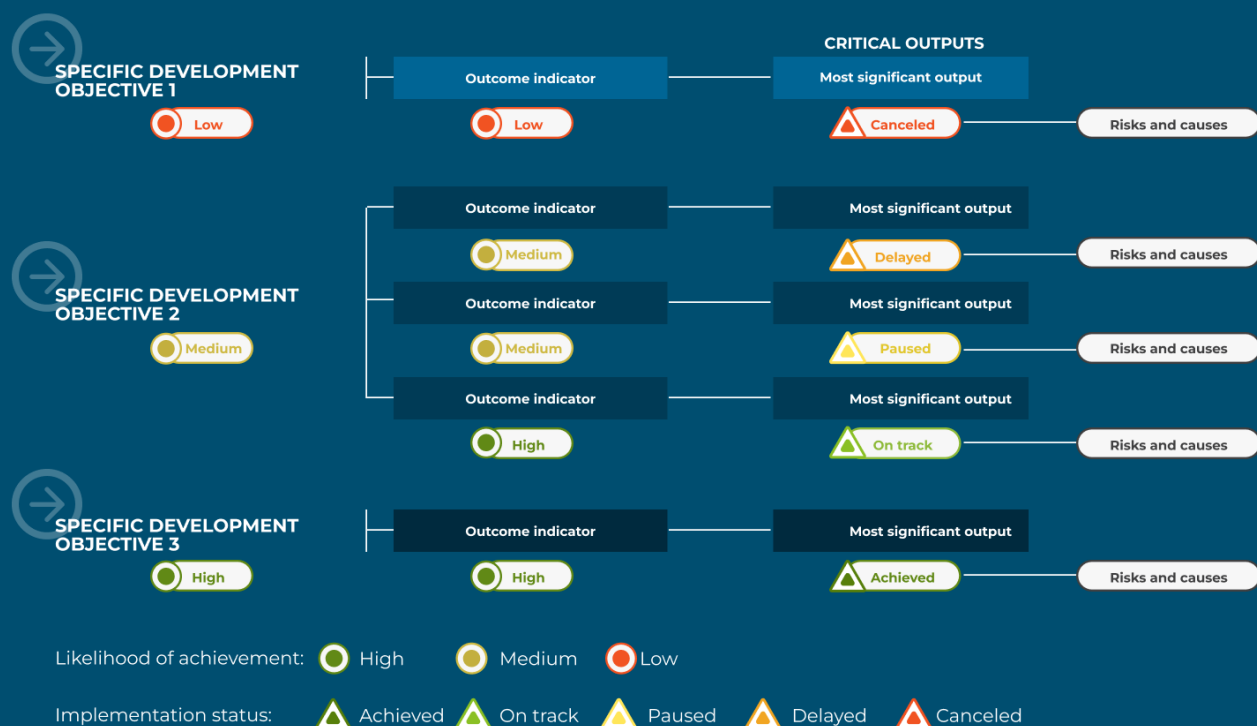 CRITICAL OUTPUTS
SPECIFIC DEVELOPMENT
OBJECTIVE 1
Outcome indicator
Most significant output
Low
Low
Canceled
Risks and causes
Outcome indicator
Most significant output
Medium
Delayed
Risks and causes
SPECIFIC DEVELOPMENT
OBJECTIVE 2
Outcome indicator
Most significant output
Medium
Medium
Paused
Risks and causes
Outcome indicator
Most significant output
High
On track
Risks and causes
SPECIFIC DEVELOPMENT
OBJECTIVE 3
Outcome indicator
Most significant output
High
High
Achieved
Risks and causes
Likelihood of achievement: High Medium Low
Implementation status: Achieved On track Paused Delayed Canceled